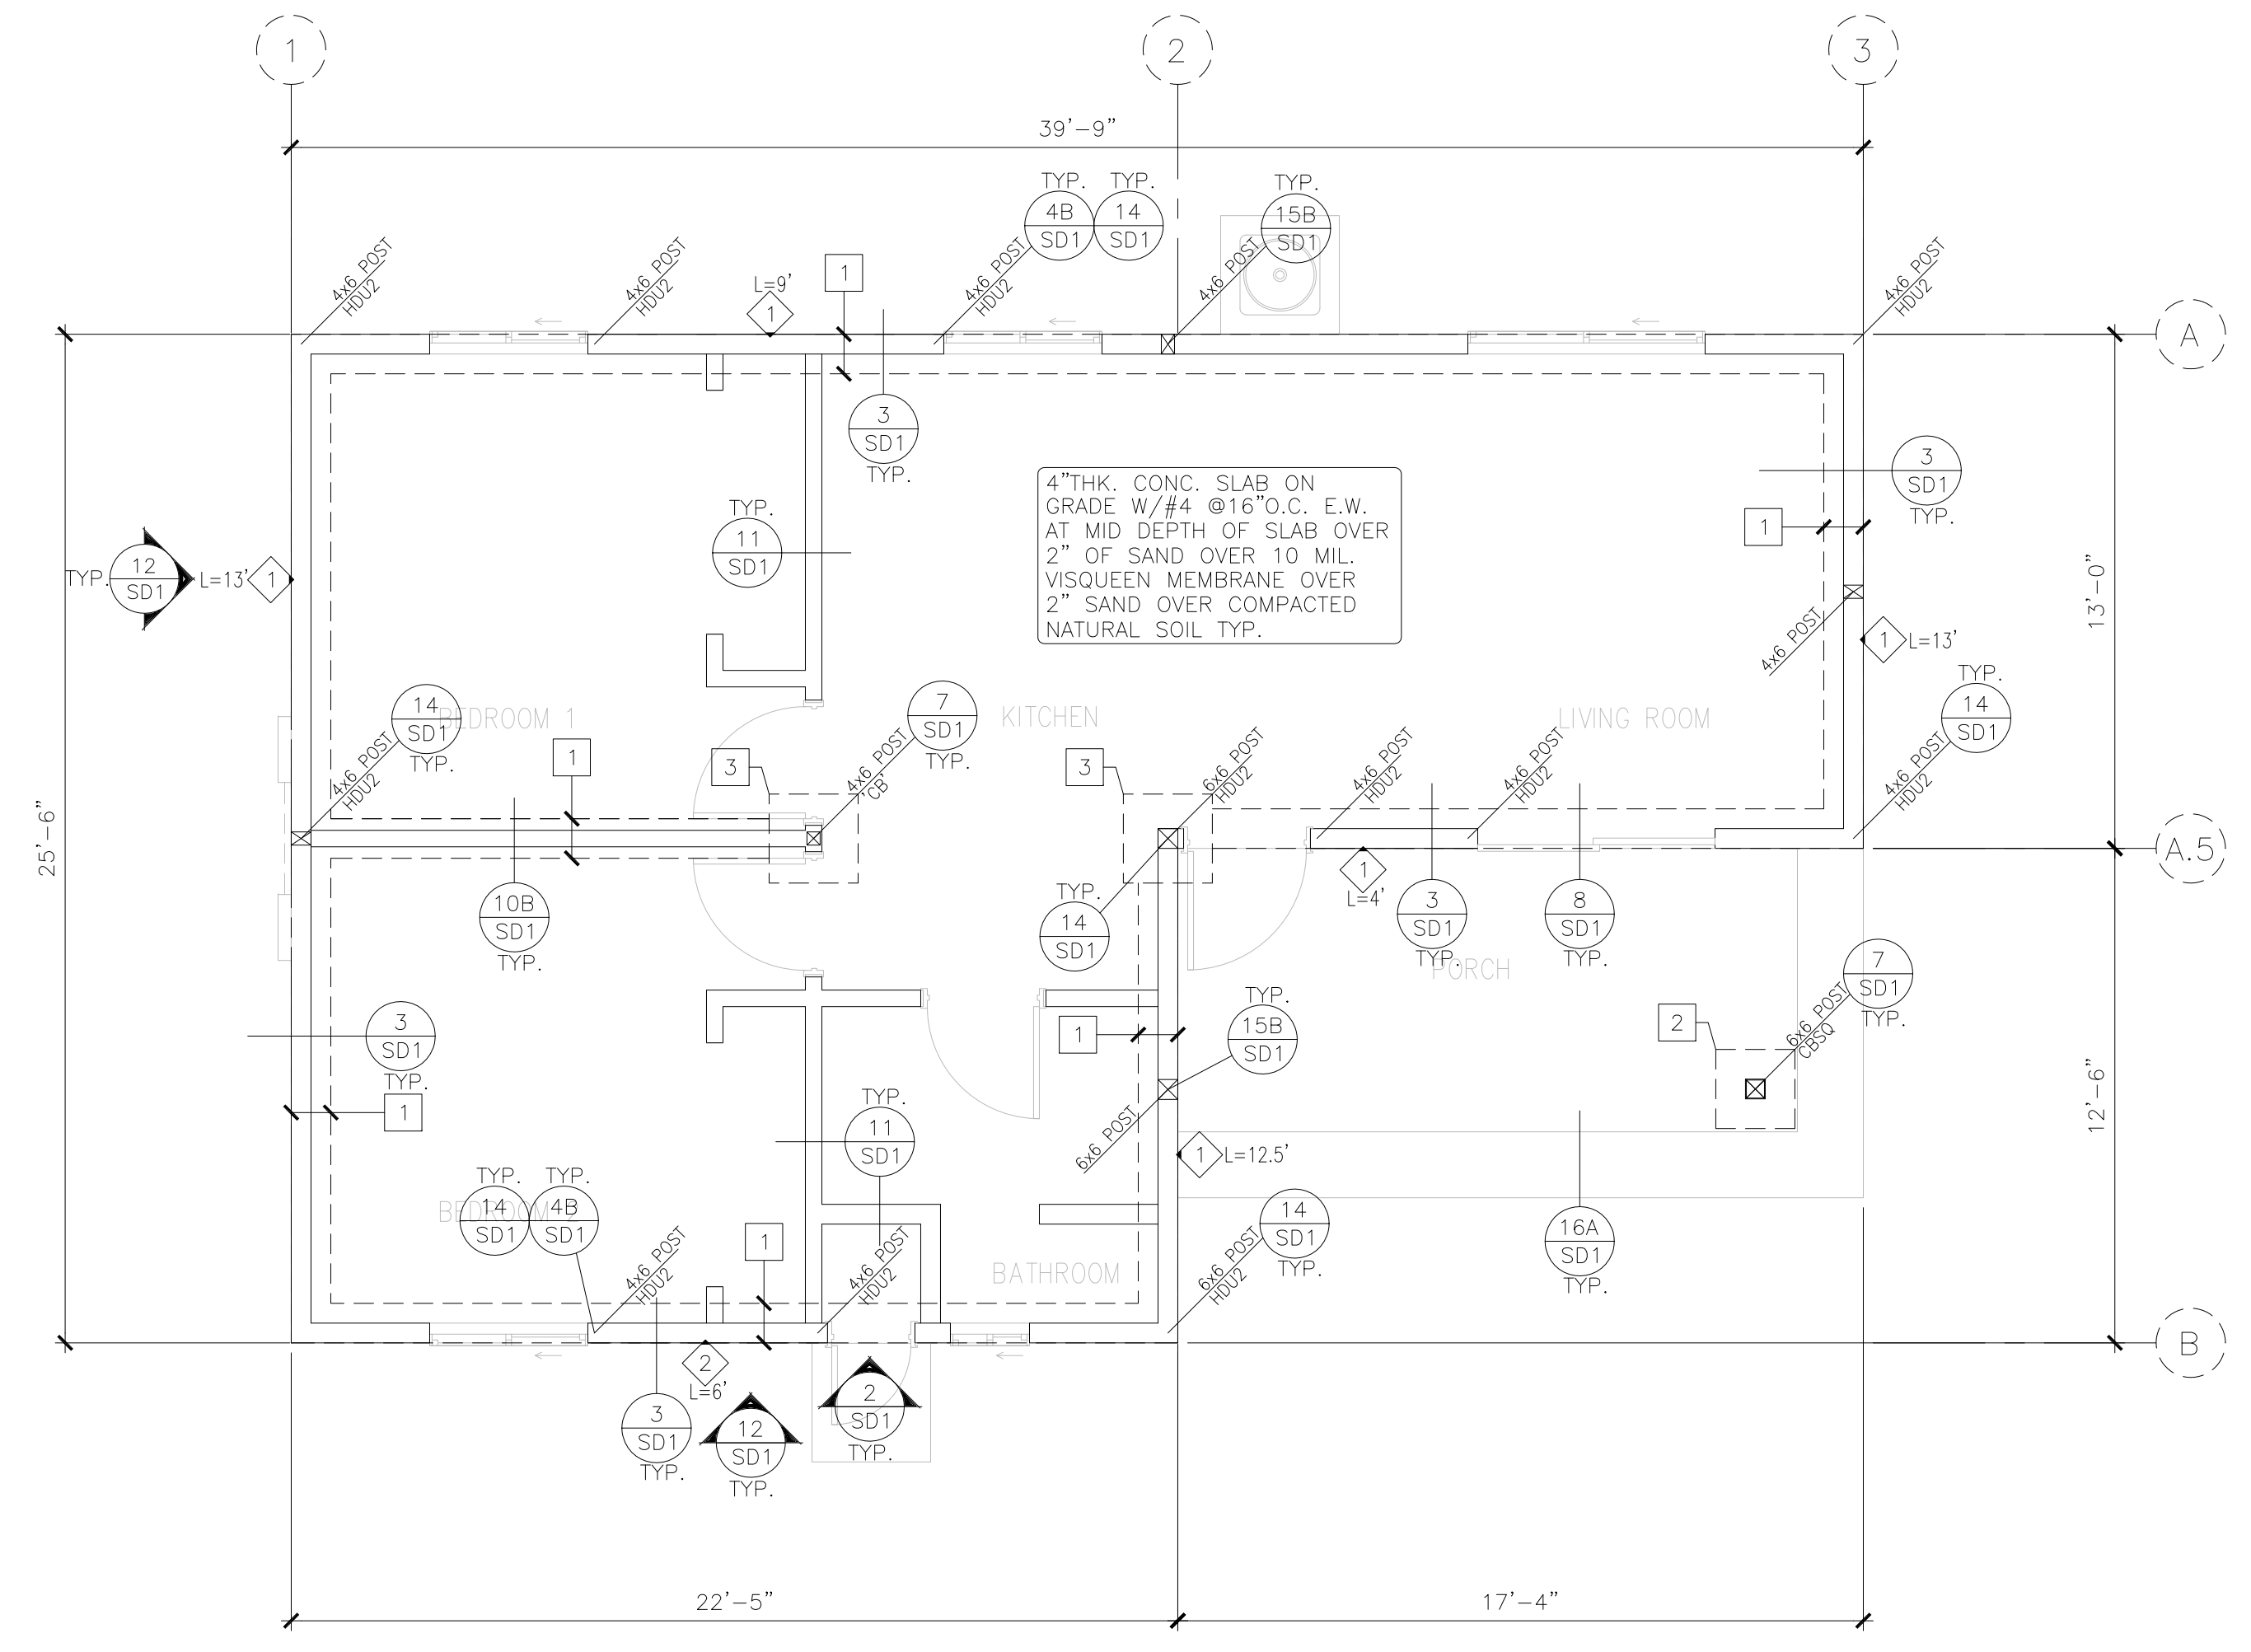 1
2
3
39'-9"
TYP.
4B
SD1
TYP.
14
SD1
TYP.
15B
SD1
4x6 POST
HDU2
4x6 POST
HDU2
L=9'
1
1
4x6 POST
HDU2
4x6 POST
4x6 POST
HDU2
A
3
SD1
TYP.
4"THK. CONC. SLAB ON
GRADE W/#4 @16"O.C. E.W.
AT MID DEPTH OF SLAB OVER
2" OF SAND OVER 10 MIL.
VISQUEEN MEMBRANE OVER
2" SAND OVER COMPACTED
NATURAL SOIL TYP.
3
SD1
TYP.
TYP.
11
SD1
1
TYP.
12
SD1
L=13'
1
13'-0"
4x6 POST
1
L=13'
TYP.
14
SD1
14
SD1
TYP.
BEDROOM 1
7
SD1
TYP.
KITCHEN
LIVING ROOM
4x6 POST
HDU2
1
3
4x6 POST
'CB'
3
6x6 POST
HDU2
4x6 POST
HDU2
4x6 POST
HDU2
4x6 POST
HDU2
25'-6"
A.5
10B
SD1
TYP.
TYP.
14
SD1
1
L=4'
3
SD1
TYP.
8
SD1
TYP.
PORCH
7
SD1
TYP.
3
SD1
TYP.
1
1
TYP.
15B
SD1
2
6x6 POST
CBSQ
12'-6"
TYP.
11
SD1
6x6 POST
1
L=12.5'
TYP.
14
SD1
TYP.
4B
SD1
BEDROOM 2
4x6 POST
HDU2
1
4x6 POST
HDU2
BATHROOM
6x6 POST
HDU2
14
SD1
TYP.
16A
SD1
TYP.
B
2
L=6'
3
SD1
TYP.
12
SD1
TYP.
2
SD1
TYP.
22'-5"
17'-4"